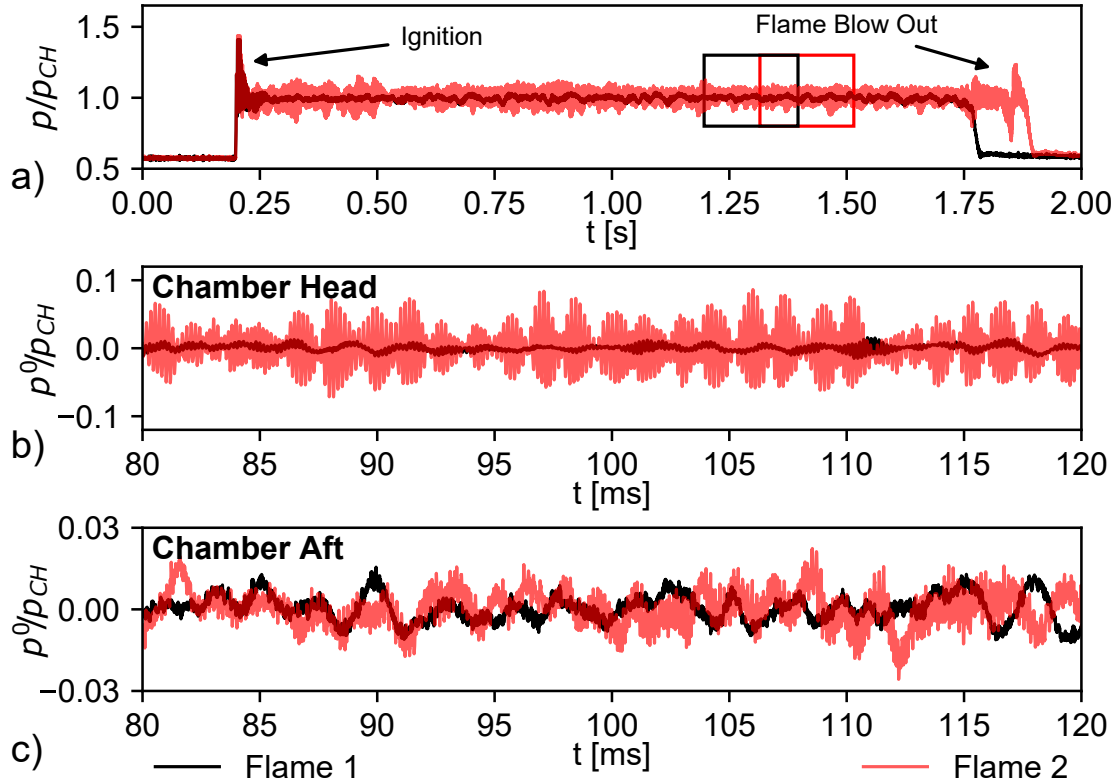 1.5
1.0
0.5
p/pCH
Ignition
Flame Blow Out
a)
0.00 0.25 0.50 0.75 1.00 1.25 1.50 1.75 2.00
t [s]
0.1
0.0
−0.1
p⁰/pCH
Chamber Head
b)
80 85 90 95 100 105 110 115 120
t [ms]
0.03
0.00
−0.03
p⁰/pCH
Chamber Aft
80 85 90 95 100 105 110 115 120
c)
t [ms]
Flame 1 Flame 2